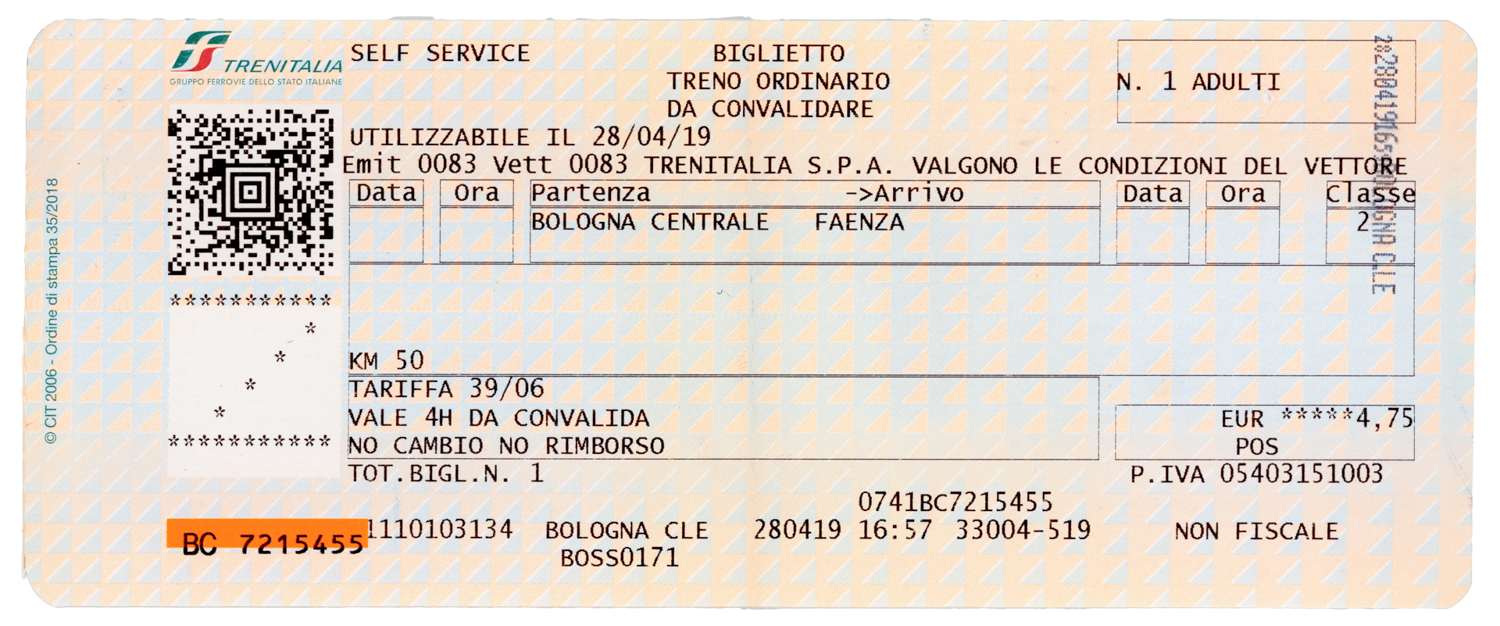 TRENITALIA
GRUPPO FERROVIE DELLO STATO ITALIANE
SELF SERVICE
BIGLIETTO
TRENO ORDINARIO
DA CONVALIDARE
N. 1 ADULTI
UTILIZZABILE IL 28/04/19
Emit 0083 Vett 0083 TRENITALIA S.P.A. VALGONO LE CONDIZIONI DEL VETTORE
Data Ora Partenza ->Arrivo Data Ora Classe
BOLOGNA CENTRALE FAENZA 2
***********
*
*
*
*
***********
KM 50
TARIFFA 39/06
VALE 4H DA CONVALIDA
NO CAMBIO NO RIMBORSO
EUR *****4,75
POS
TOT.BIGL.N. 1
P.IVA 05403151003
0741BC7215455
BC 7215455
1110103134 BOLOGNA CLE 280419 16:57 33004-519 NON FISCALE
BOSS0171
© CIT 2006 - Ordine di stampa 35/2018